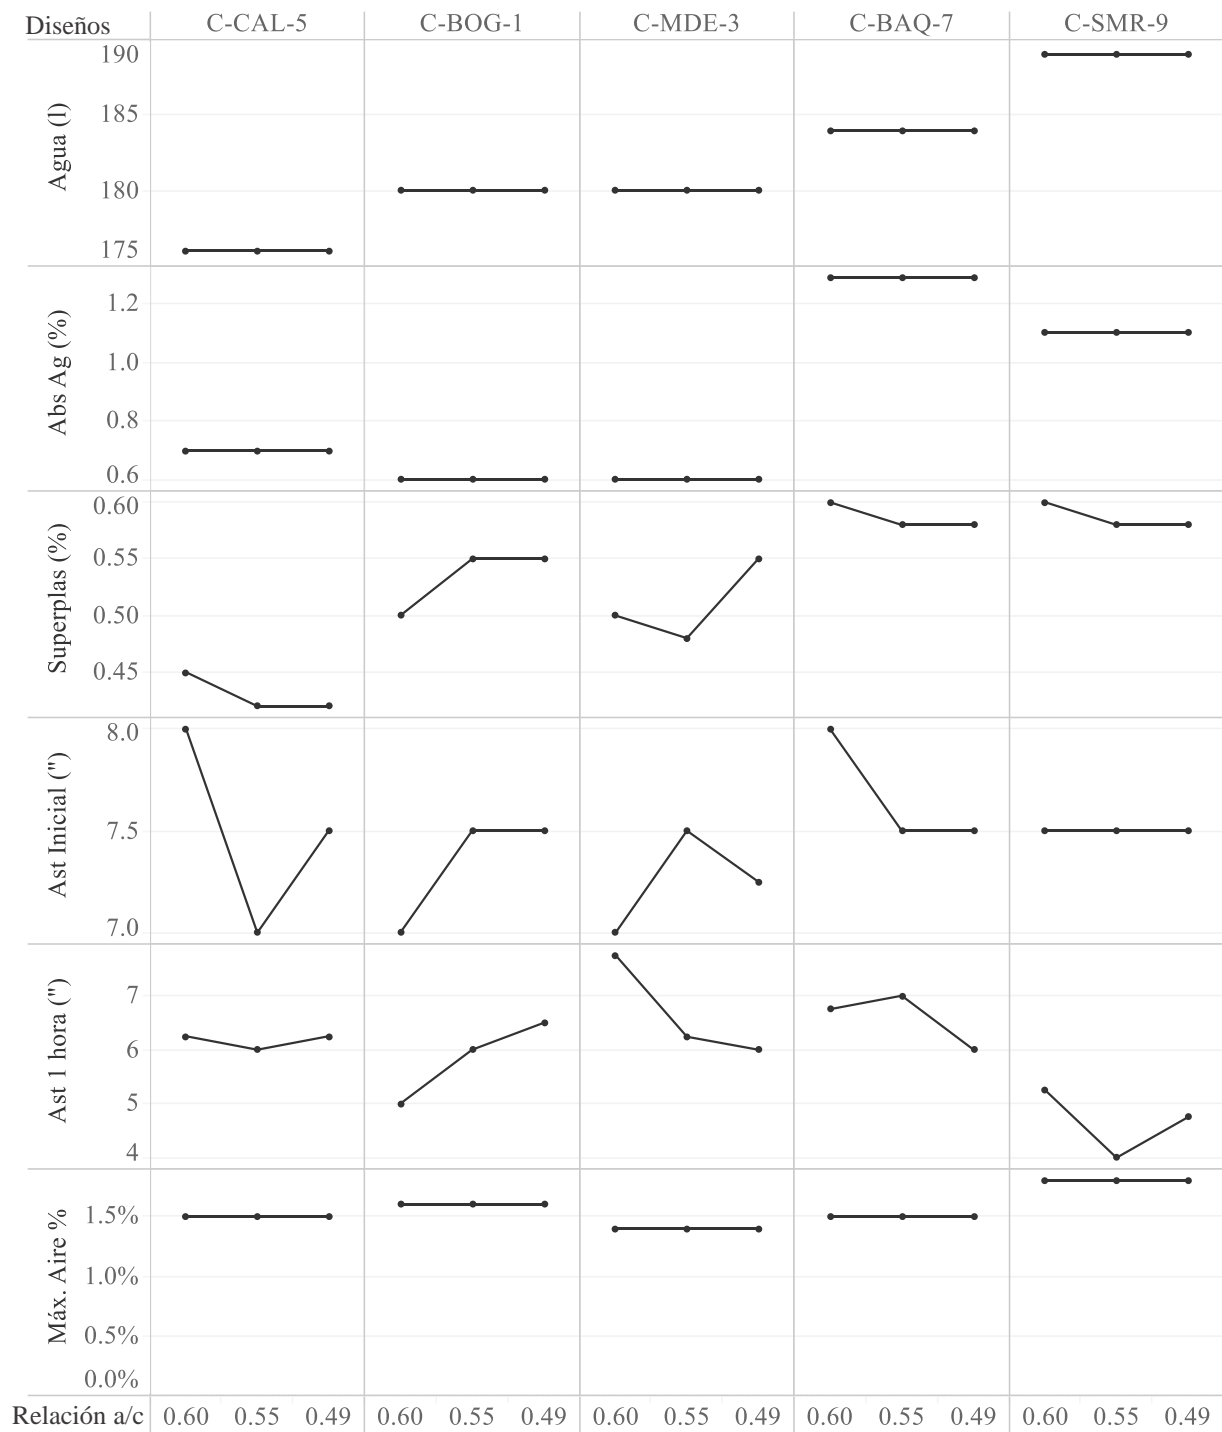 Diseños C-CAL-5 C-BOG-1 C-MDE-3 C-BAQ-7 C-SMR-9
Agua (l)
190
185
180
175
Abs Ag (%)
1.2
1.0
0.8
0.6
Superplas (%)
0.60
0.55
0.50
0.45
Ast Inicial (")
8.0
7.5
7.0
Ast 1 hora (")
7
6
5
4
Máx. Aire %
1.5%
1.0%
0.5%
0.0%
Relación a/c 0.60 0.55 0.49 0.60 0.55 0.49 0.60 0.55 0.49 0.60 0.55 0.49 0.60 0.55 0.49